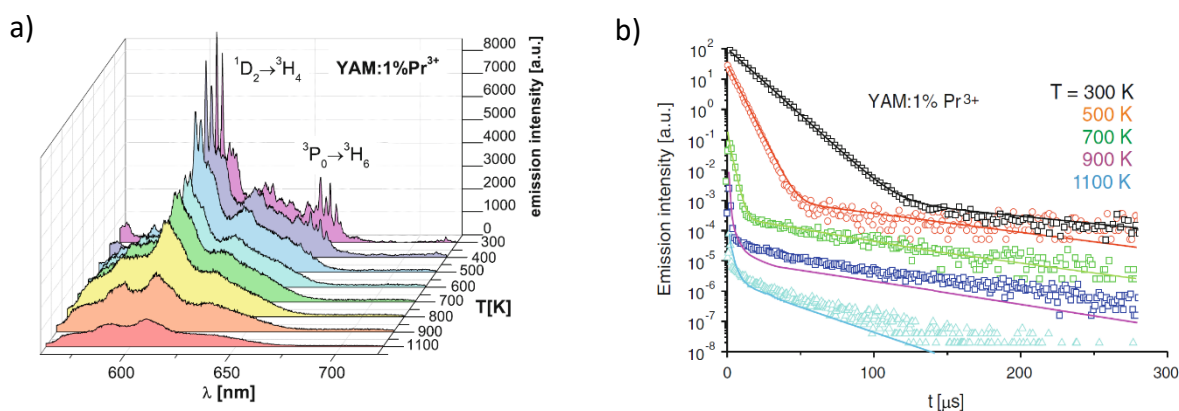 a)
YAM:1%Pr³⁺
¹D₂→³H₄
³P₀→³H₆
emission intensity [a.u.]
8000
7000
6000
5000
4000
3000
2000
1000
0
300
400
500
600
700
800
900
1100
T[K]
600
650
700
λ [nm]
b)
YAM:1% Pr³⁺
T = 300 K
500 K
700 K
900 K
1100 K
Emission intensity [a.u.]
10²
10¹
10⁰
10⁻¹
10⁻²
10⁻³
10⁻⁴
10⁻⁵
10⁻⁶
10⁻⁷
10⁻⁸
0
100
200
300
t [μs]